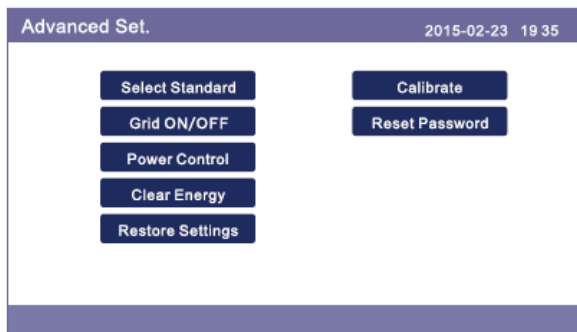 Advanced Set.
2015-02-23 19 35
Select Standard
Grid ON/OFF
Power Control
Clear Energy
Restore Settings
Calibrate
Reset Password